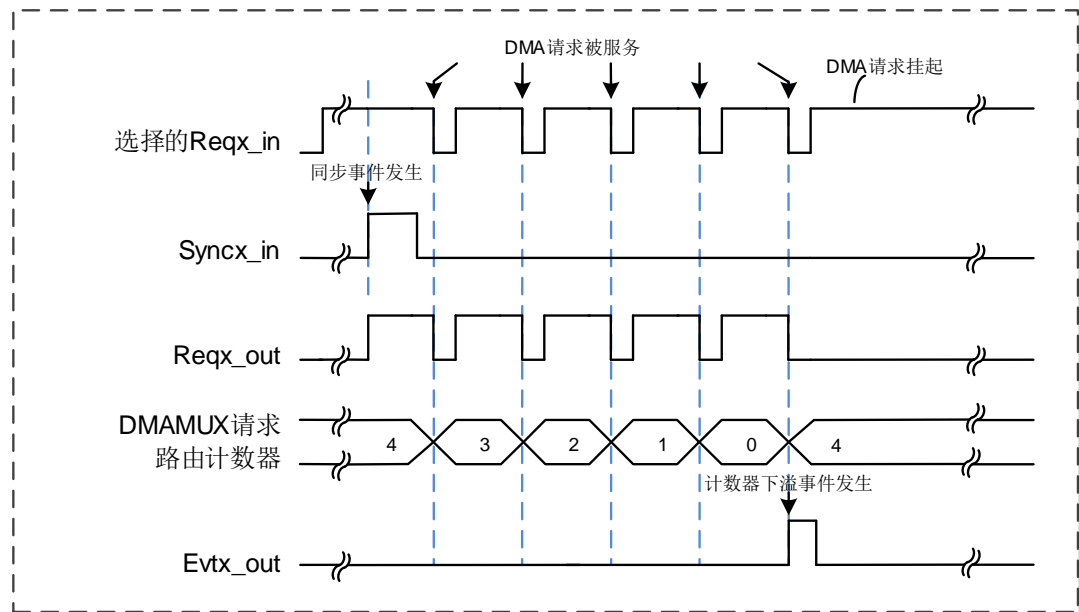 DMA请求被服务
DMA请求挂起
选择的Reqx_in
同步事件发生
Syncx_in
Reqx_out
DMAMUX请求
路由计数器
4 3 2 1 0 4
计数器下溢事件发生
Evtx_out